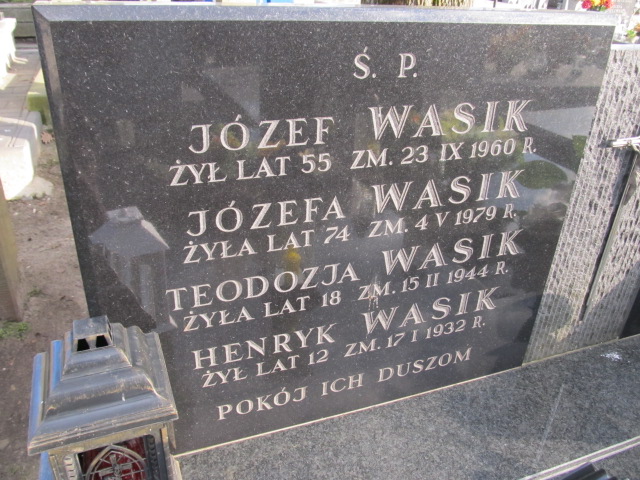 Ś. P.
JÓZEF WASIK
ŻYŁ LAT 55 ZM. 23 IX 1960 R.
JÓZEFA WASIK
ŻYŁA LAT 74 ZM. 4 V 1979 R.
TEODOZJA WASIK
ŻYŁA LAT 18 ZM. 15 II 1944 R.
HENRYK WASIK
ŻYŁ LAT 12 ZM. 17 I 1932 R.
POKÓJ ICH DUSZOM